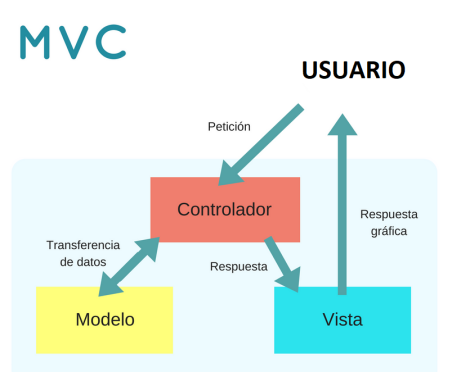 MVC
USUARIO
Petición
Controlador
Respuesta
gráfica
Transferencia
de datos
Respuesta
Modelo
Vista